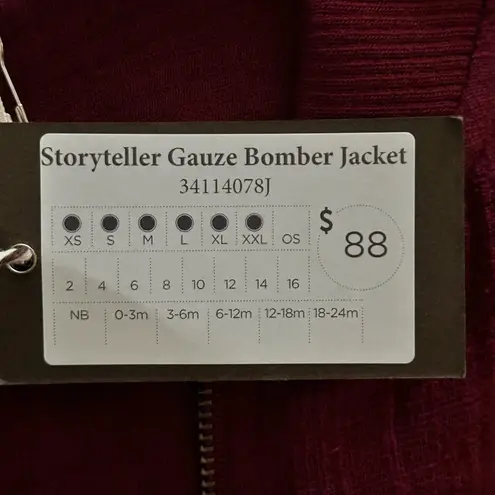 Storyteller Gauze Bomber Jacket
34114078J
XS S M L XL XXL OS
$ 88
2 4 6 8 10 12 14 16
NB 0-3m 3-6m 6-12m 12-18m 18-24m